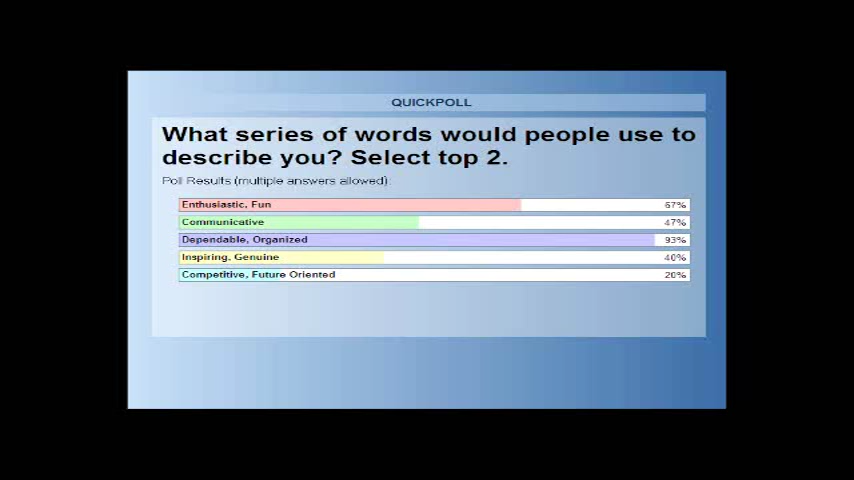 QUICKPOLL
What series of words would people use to
describe you? Select top 2.
Poll Results (multiple answers allowed):
Enthusiastic, Fun 67%
Communicative 47%
Dependable, Organized 93%
Inspiring, Genuine 40%
Competitive, Future Oriented 20%